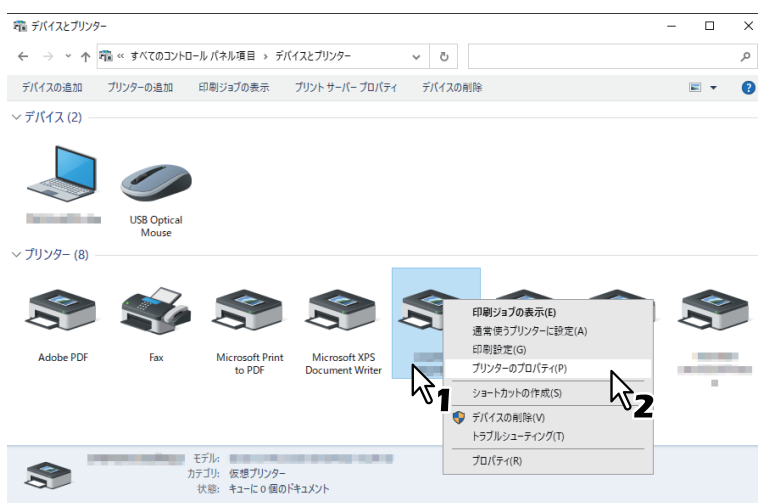 デバイスとプリンター
« すべてのコントロール パネル項目 › デバイスとプリンター
デバイスの追加 プリンターの追加 印刷ジョブの表示 プリント サーバー プロパティ デバイスの削除
デバイス (2)
USB Optical
Mouse
プリンター (8)
Adobe PDF
Fax
Microsoft Print
to PDF
Microsoft XPS
Document Writer
印刷ジョブの表示(E)
通常使うプリンターに設定(A)
印刷設定(G)
プリンターのプロパティ(P)
ショートカットの作成(S)
デバイスの削除(V)
トラブルシューティング(T)
プロパティ(R)
1
2
モデル:
カテゴリ: 仮想プリンター
状態: キューに 0 個のドキュメント